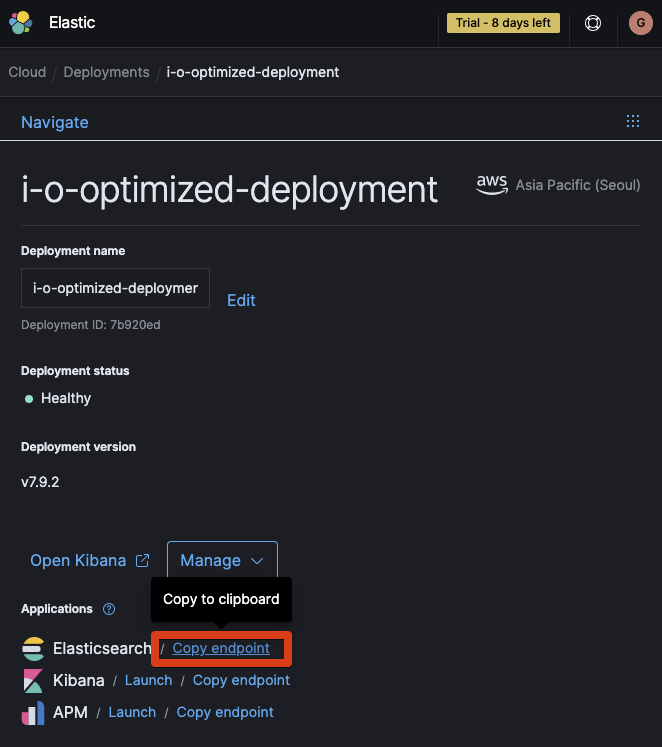 Elastic Trial - 8 days left G
Cloud / Deployments / i-o-optimized-deployment
Navigate
i-o-optimized-deployment aws Asia Pacific (Seoul)
Deployment name
i-o-optimized-deploymer Edit
Deployment ID: 7b920ed
Deployment status
Healthy
Deployment version
v7.9.2
Open Kibana Manage
Copy to clipboard
Applications ?
Elasticsearch / Copy endpoint
Kibana / Launch / Copy endpoint
APM / Launch / Copy endpoint